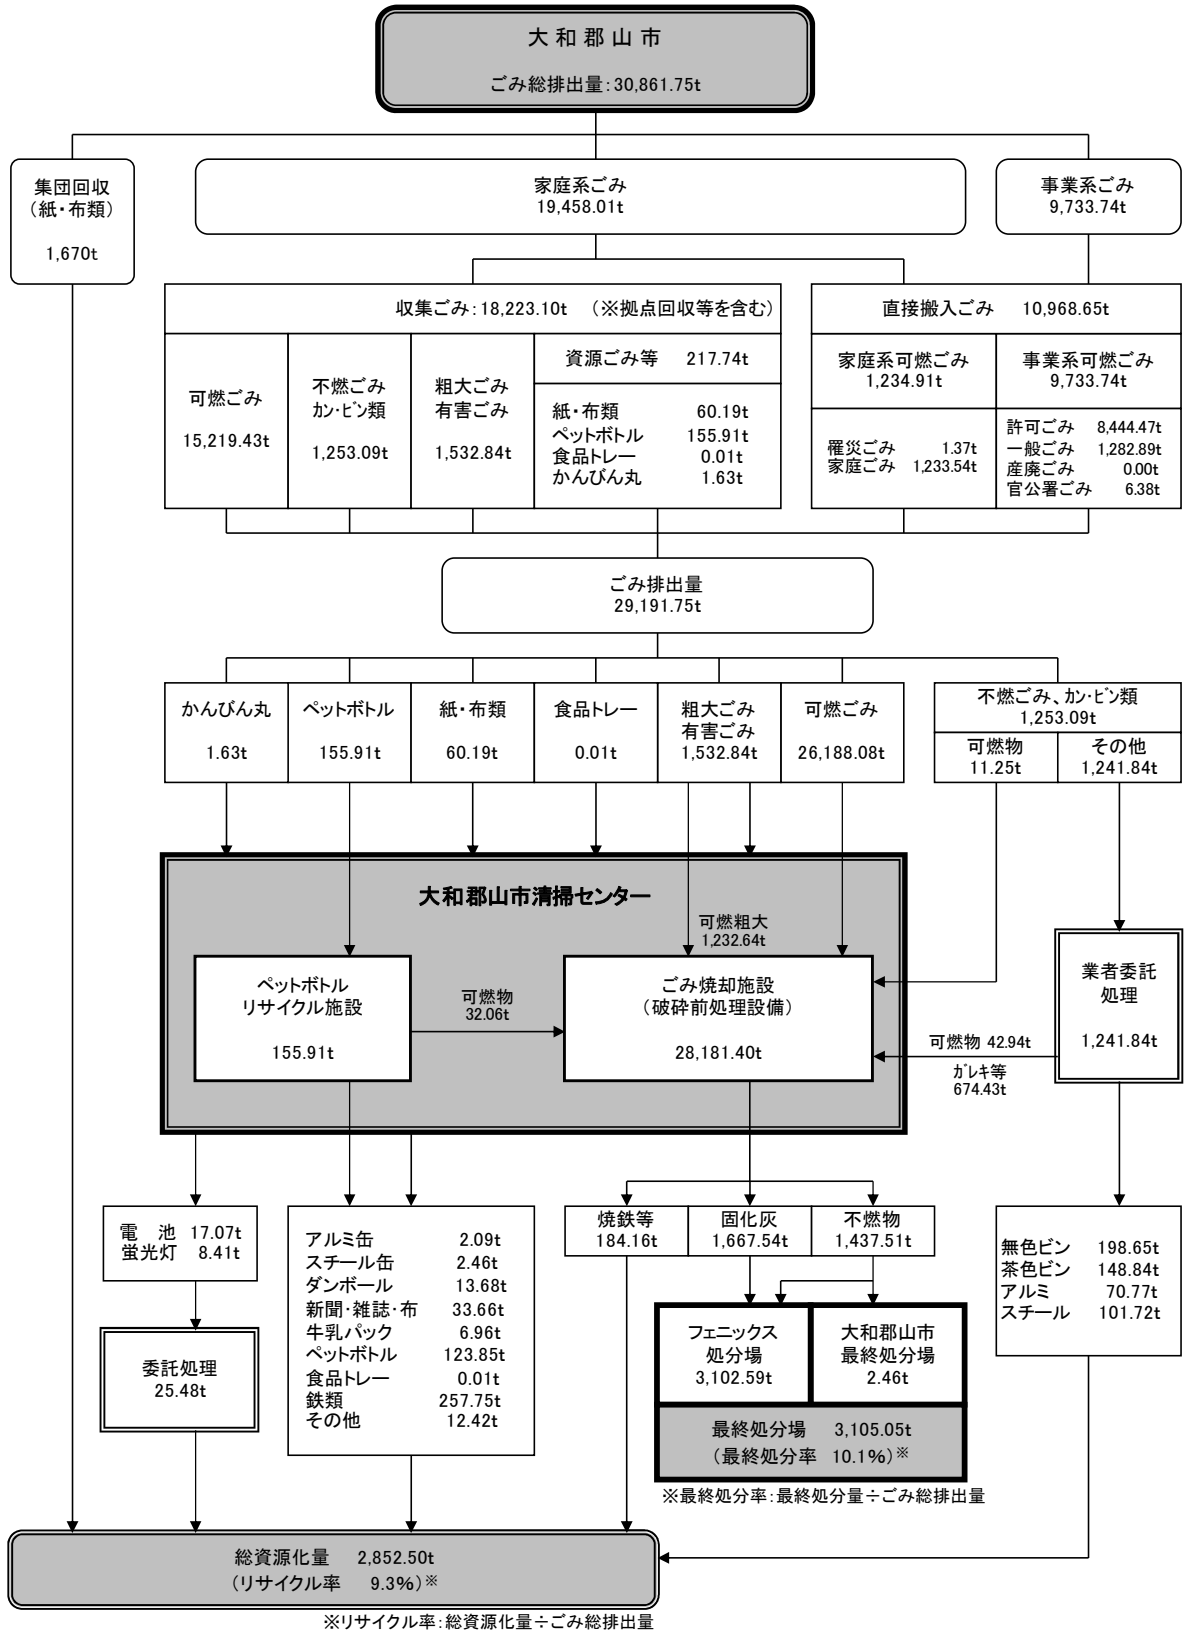 大和郡山市
ごみ総排出量:30,861.75t
集団回収
(紙・布類)
1,670t
家庭系ごみ
19,458.01t
事業系ごみ
9,733.74t
収集ごみ:18,223.10t (※拠点回収等を含む)
可燃ごみ
15,219.43t
不燃ごみ
カン・ビン類
1,253.09t
粗大ごみ
有害ごみ
1,532.84t
資源ごみ等 217.74t
紙・布類 60.19t
ペットボトル 155.91t
食品トレー 0.01t
かんびん丸 1.63t
直接搬入ごみ 10,968.65t
家庭系可燃ごみ
1,234.91t
罹災ごみ 1.37t
家庭ごみ 1,233.54t
事業系可燃ごみ
9,733.74t
許可ごみ 8,444.47t
一般ごみ 1,282.89t
産廃ごみ 0.00t
官公署ごみ 6.38t
ごみ排出量
29,191.75t
かんびん丸
1.63t
ペットボトル
155.91t
紙・布類
60.19t
食品トレー
0.01t
粗大ごみ
有害ごみ
1,532.84t
可燃ごみ
26,188.08t
不燃ごみ、カン・ビン類
1,253.09t
可燃物
11.25t
その他
1,241.84t
大和郡山市清掃センター
可燃粗大
1,232.64t
ペットボトル
リサイクル施設
155.91t
可燃物
32.06t
ごみ焼却施設
(破砕前処理設備)
28,181.40t
業者委託
処理
1,241.84t
可燃物 42.94t
ガレキ等
674.43t
電 池 17.07t
蛍光灯 8.41t
委託処理
25.48t
アルミ缶 2.09t
スチール缶 2.46t
ダンボール 13.68t
新聞・雑誌・布 33.66t
牛乳パック 6.96t
ペットボトル 123.85t
食品トレー 0.01t
鉄類 257.75t
その他 12.42t
焼鉄等
184.16t
固化灰
1,667.54t
不燃物
1,437.51t
フェニックス
処分場
3,102.59t
大和郡山市
最終処分場
2.46t
最終処分場 3,105.05t
(最終処分率 10.1%)※
※最終処分率:最終処分量÷ごみ総排出量
無色ビン 198.65t
茶色ビン 148.84t
アルミ 70.77t
スチール 101.72t
総資源化量 2,852.50t
(リサイクル率 9.3%)※
※リサイクル率:総資源化量÷ごみ総排出量